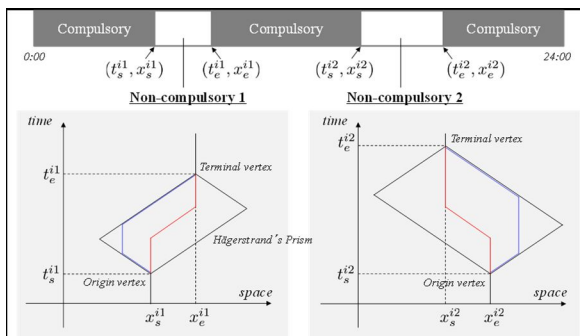 Compulsory Compulsory Compulsory
0:00 (t_s^{i1}, x_s^{i1}) (t_e^{i1}, x_e^{i1}) (t_s^{i2}, x_s^{i2}) (t_e^{i2}, x_e^{i2}) 24:00
Non-compulsory 1
Non-compulsory 2
time
Terminal vertex
t_e^{i1}
Hägerstrand's Prism
t_s^{i1}
Origin vertex
space
x_s^{i1} x_e^{i1}
time
Terminal vertex
t_e^{i2}
t_s^{i2}
Origin vertex
space
x^{i2} x_e^{i2}